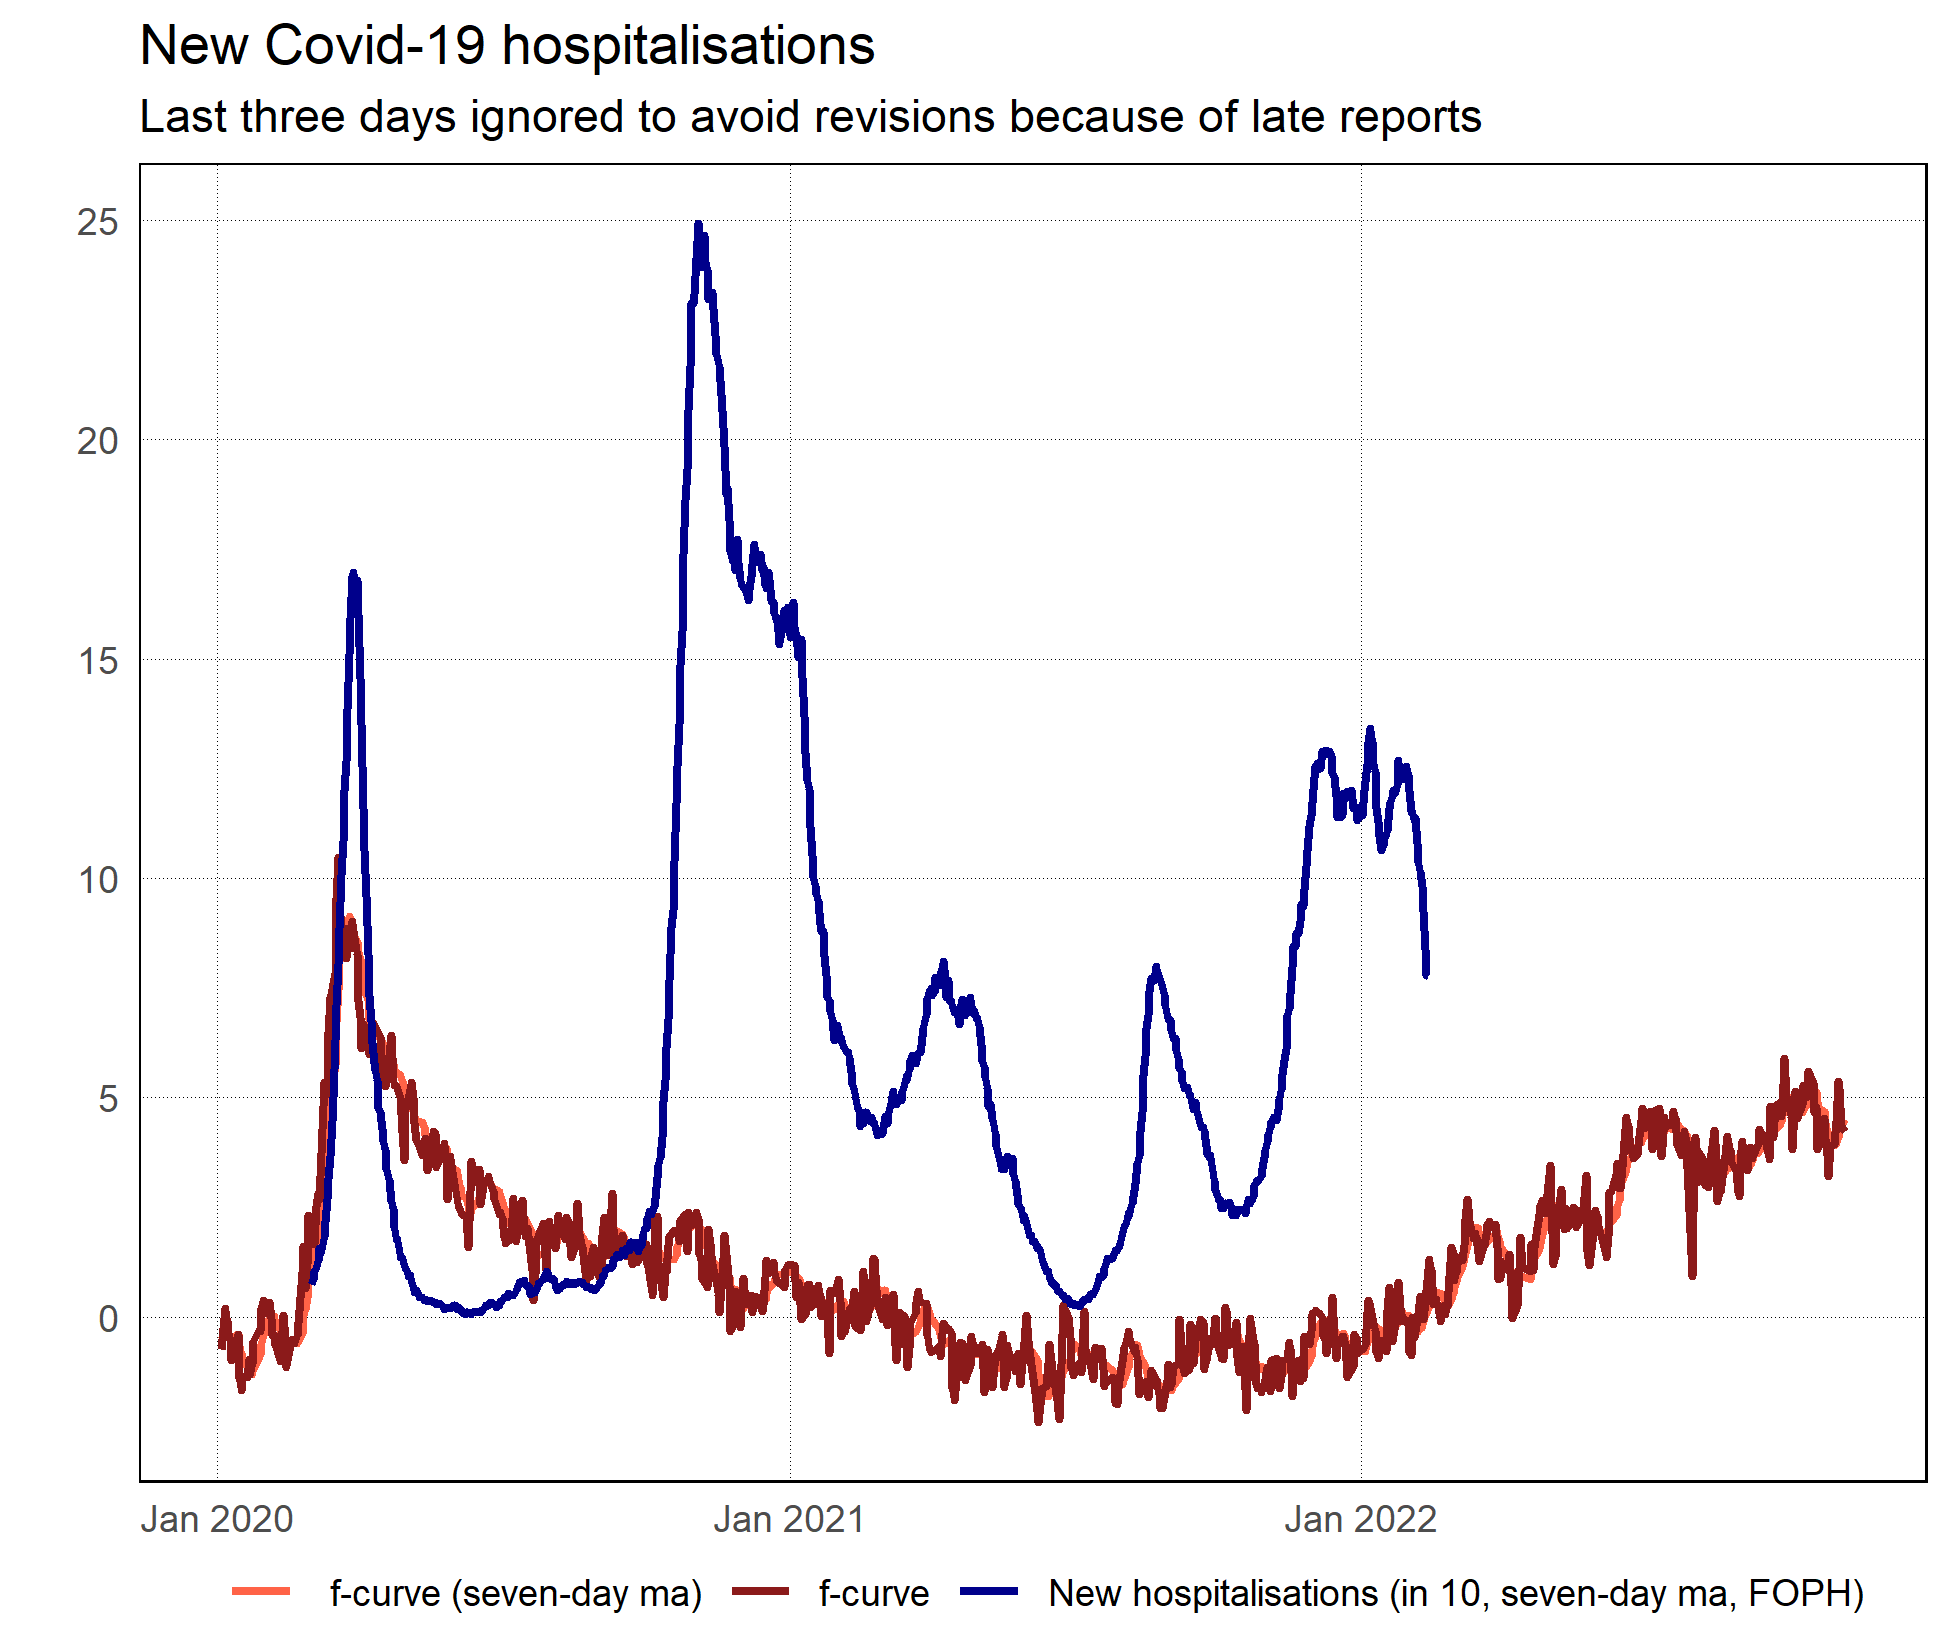 New Covid-19 hospitalisations
Last three days ignored to avoid revisions because of late reports
25
20
15
10
5
0
Jan 2020 Jan 2021 Jan 2022
f-curve (seven-day ma) f-curve New hospitalisations (in 10, seven-day ma, FOPH)